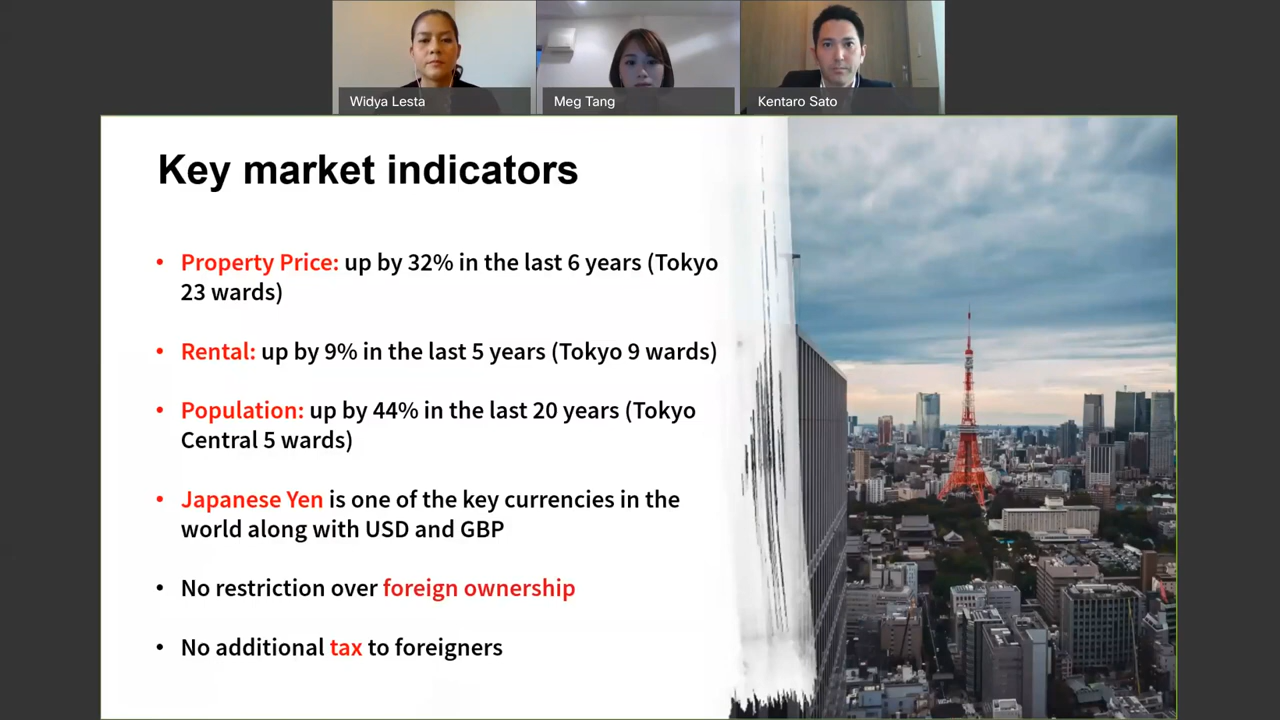 Widya Lesta
Meg Tang
Kentaro Sato
Key market indicators
• Property Price: up by 32% in the last 6 years (Tokyo
23 wards)
• Rental: up by 9% in the last 5 years (Tokyo 9 wards)
• Population: up by 44% in the last 20 years (Tokyo
Central 5 wards)
• Japanese Yen is one of the key currencies in the
world along with USD and GBP
• No restriction over foreign ownership
• No additional tax to foreigners